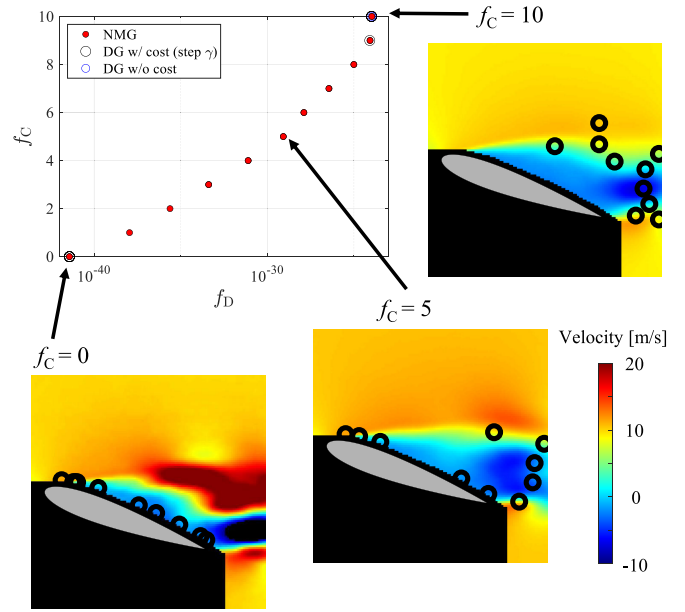 f_C = 10
10
NMG
DG w/ cost (step γ)
DG w/o cost
8
6
f_C
4
2
0
10^-40
10^-30
f_D
f_C = 5
f_C = 0
Velocity [m/s]
20
10
0
-10